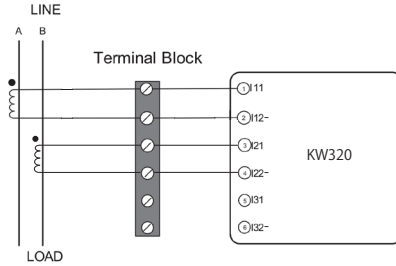 LINE
A B
Terminal Block
1 I11
2 I12-
3 I21
4 I22-
5 I31
6 I32-
KW320
LOAD